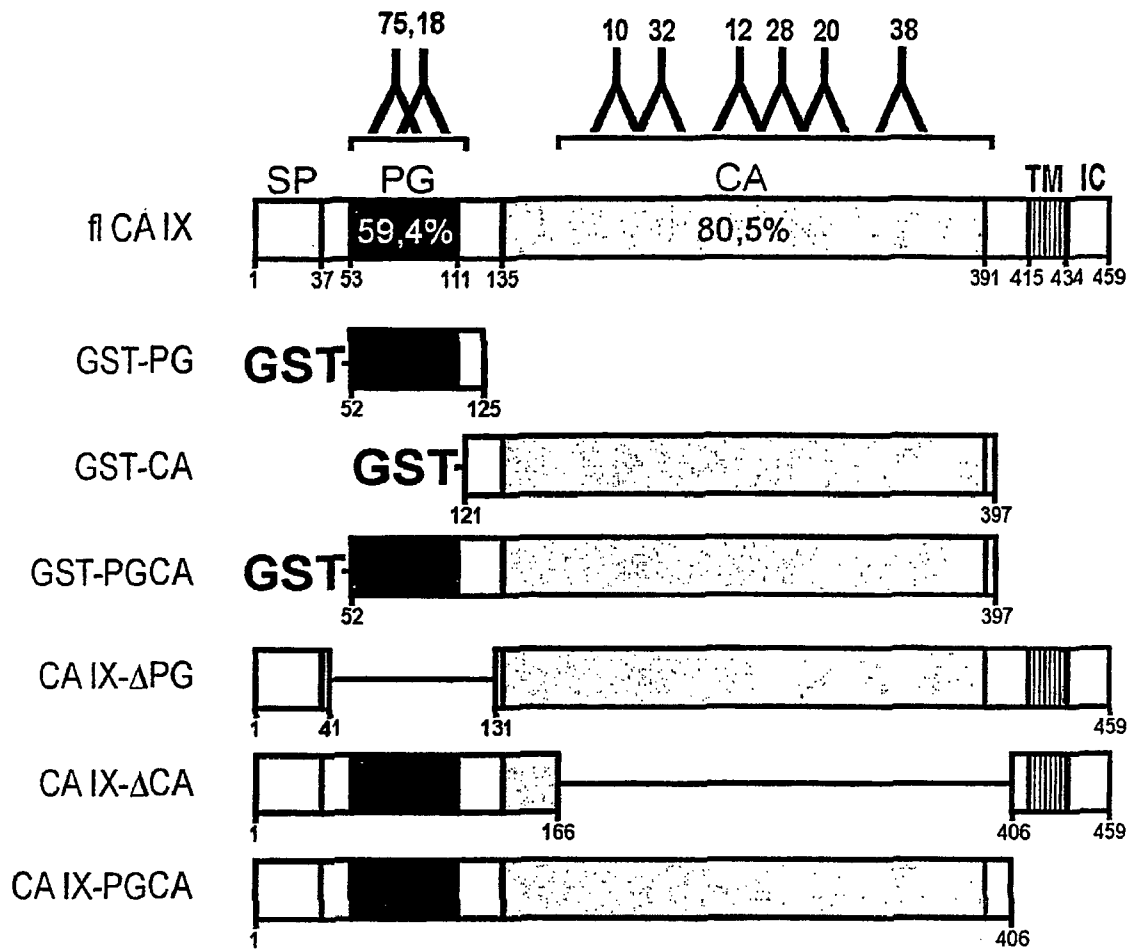 75,18 10 32 12 28 20 38
SP PG CA TM IC
fl CA IX 59,4% 80,5%
1 37 53 111 135 391 415 434 459
GST-PG GST
52 125
GST-CA GST
121 397
GST-PGCA GST
52 397
CA IX-ΔPG
1 41 131 459
CA IX-ΔCA
1 166 406 459
CA IX-PGCA
1 406